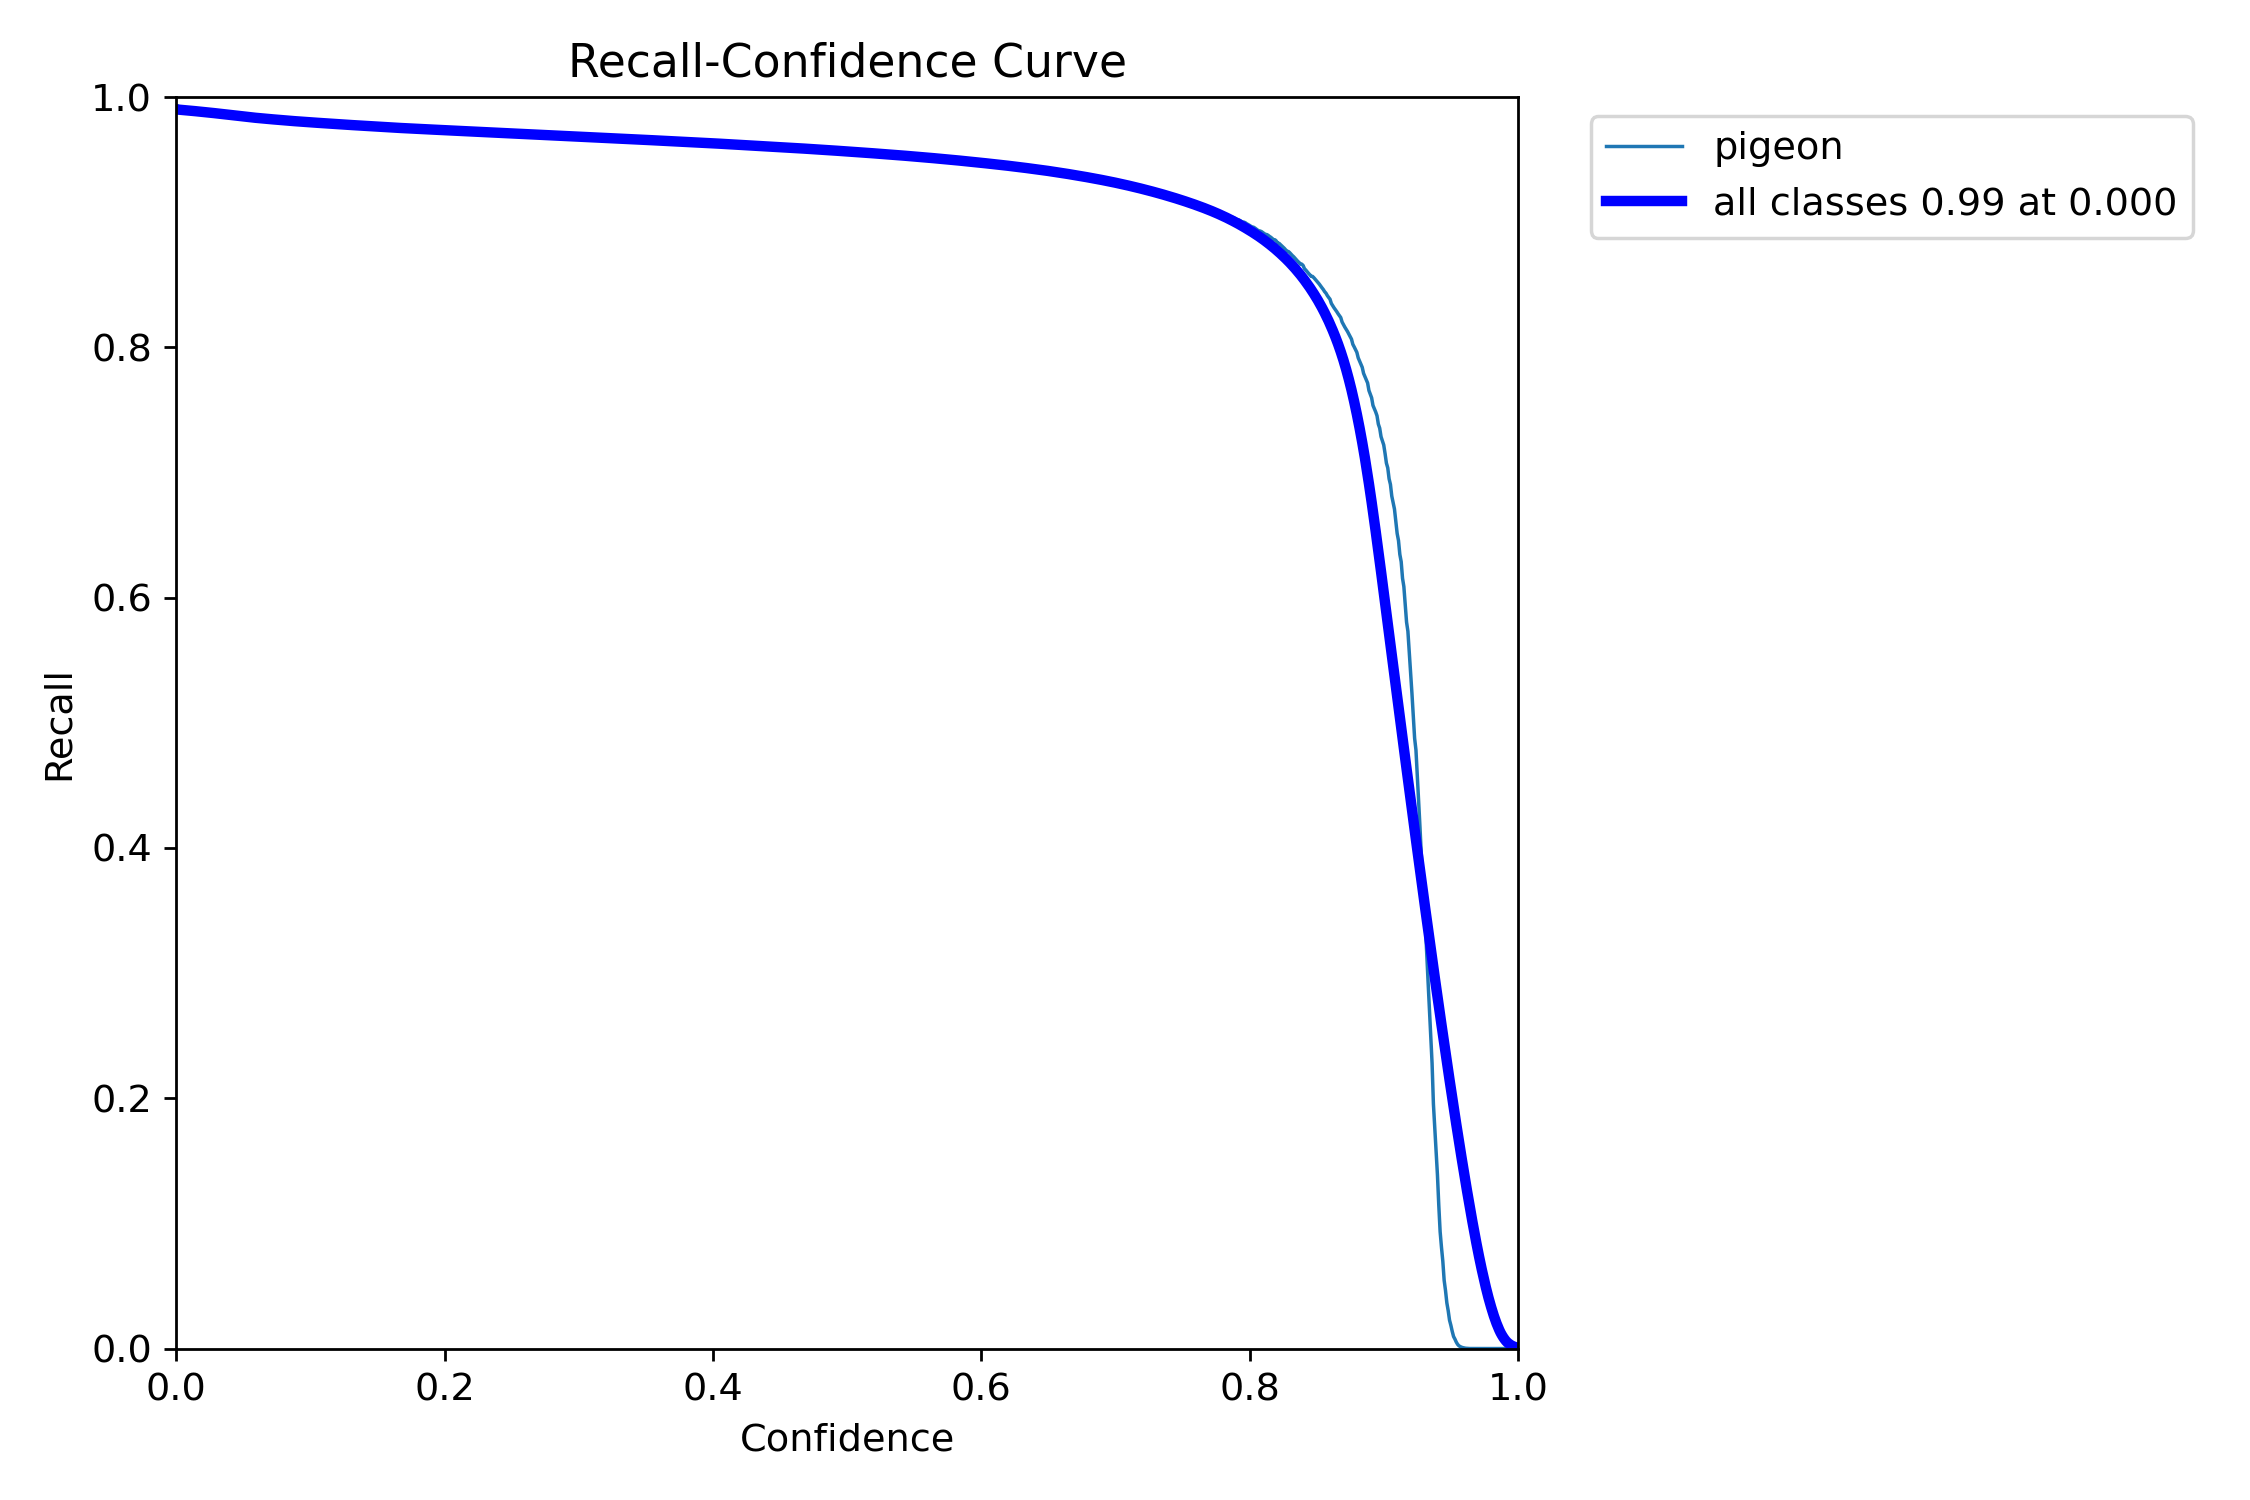 Recall-Confidence Curve
1.0
0.8
0.6
0.4
0.2
0.0
Recall
0.0 0.2 0.4 0.6 0.8 1.0
Confidence
pigeon
all classes 0.99 at 0.000